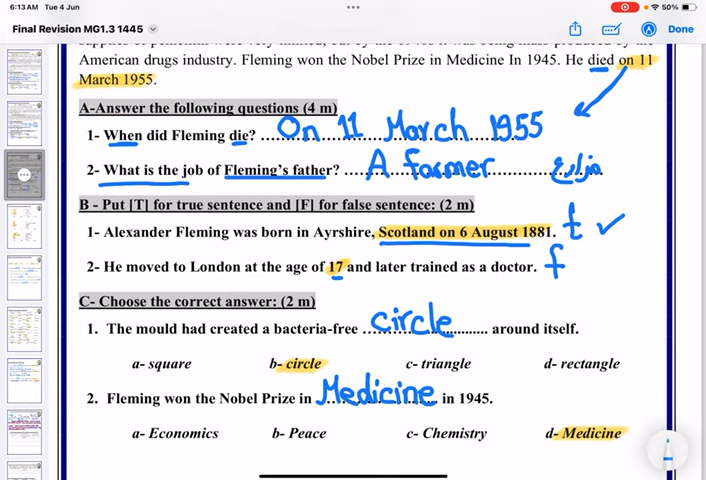 6:13 AM Tue 4 Jun
50%
Final Revision MG1.3 1445
Done
American drugs industry. Fleming won the Nobel Prize in Medicine In 1945. He died on 11
March 1955.
A-Answer the following questions (4 m)
1- When did Fleming die? On 11 March 1955
2- What is the job of Fleming's father? A farmer مزارع
B - Put [T] for true sentence and [F] for false sentence: (2 m)
1- Alexander Fleming was born in Ayrshire, Scotland on 6 August 1881. t ✓
2- He moved to London at the age of 17 and later trained as a doctor. f
C- Choose the correct answer: (2 m)
1. The mould had created a bacteria-free circle around itself.
a- square b- circle c- triangle d- rectangle
2. Fleming won the Nobel Prize in Medicine in 1945.
a- Economics b- Peace c- Chemistry d- Medicine